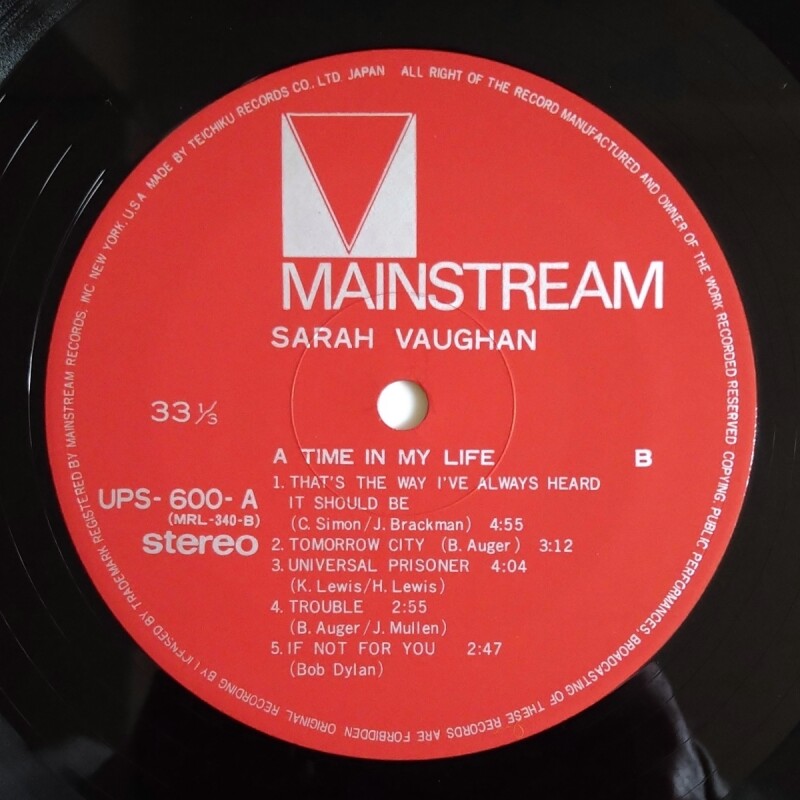 TRADEMARK REGISTERED BY MAINSTREAM RECORDS, INC NEW YORK, U.S.A MADE BY TEICHIKU RECORDS CO., LTD. JAPAN ALL RIGHT OF THE RECORD MANUFACTURED AND OWNER OF THE WORK RECORDED RESERVED COPYING, PUBLIC PERFORMANCES, BROADCASTING OF THESE RECORDS ARE FORBIDDEN ORIGINAL RECORDING BY LICENSED BY
MAINSTREAM
SARAH VAUGHAN
33 1/3
A TIME IN MY LIFE B
1. THAT'S THE WAY I'VE ALWAYS HEARD
IT SHOULD BE
(C. Simon/J. Brackman) 4:55
UPS-600-A
(MRL-340-B)
stereo
2. TOMORROW CITY (B. Auger) 3:12
3. UNIVERSAL PRISONER 4:04
(K. Lewis/H. Lewis)
4. TROUBLE 2:55
(B. Auger/J. Mullen)
5. IF NOT FOR YOU 2:47
(Bob Dylan)